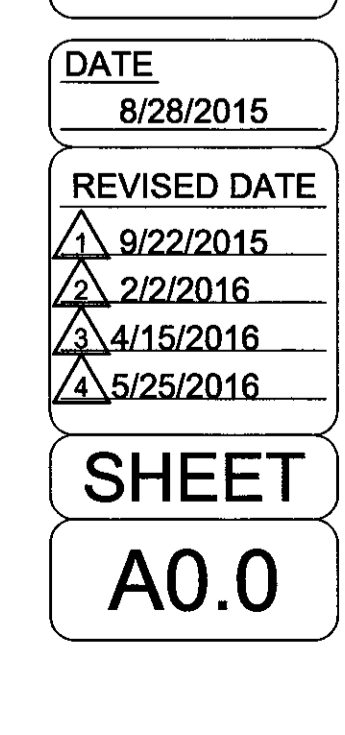 DATE
8/28/2015
REVISED DATE
1 9/22/2015
2 2/2/2016
3 4/15/2016
4 5/25/2016
SHEET
A0.0